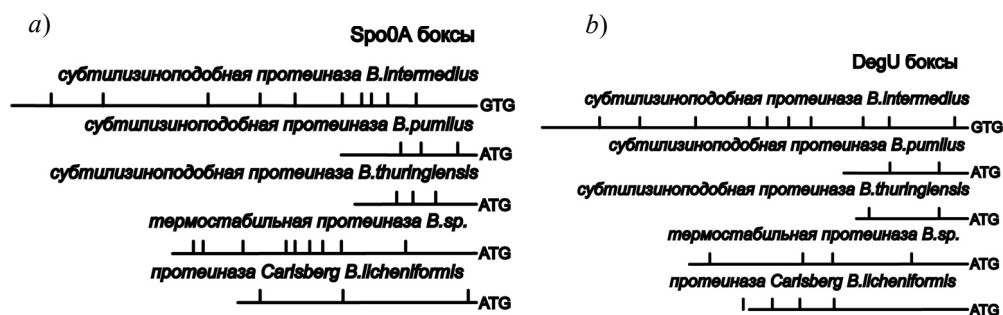 a)
Spo0A боксы
субтилизиноподобная протеиназа B.intermedius
GTG
субтилизиноподобная протеиназа B.pumilus
ATG
субтилизиноподобная протеиназа B.thuringiensis
ATG
термостабильная протеиназа B.sp.
ATG
протеиназа Carlsberg B.licheniformis
ATG
b)
DegU боксы
субтилизиноподобная протеиназа B.intermedius
GTG
субтилизиноподобная протеиназа B.pumilus
ATG
субтилизиноподобная протеиназа B.thuringiensis
ATG
термостабильная протеиназа B.sp.
ATG
протеиназа Carlsberg B.licheniformis
ATG